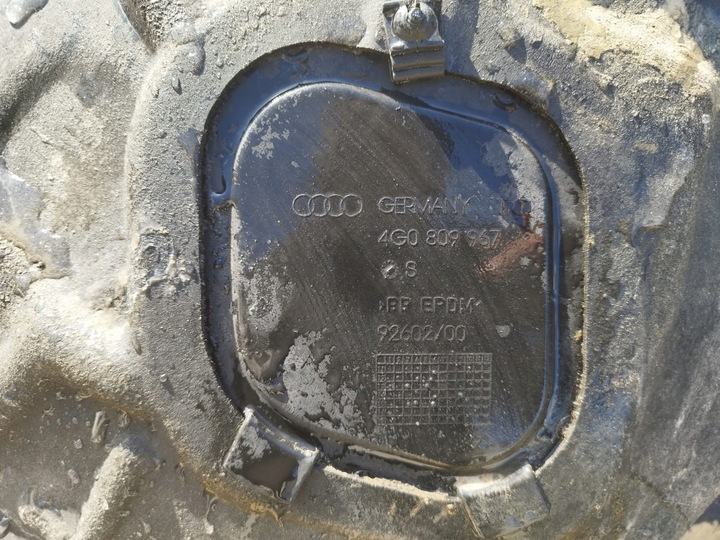 GERMANY
4G0 809 967
S
>PP EPDM<
92602/00